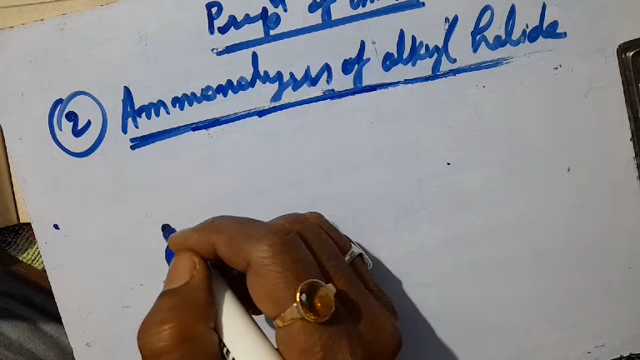 Prepn of
② Ammonolysis of alkyl halide